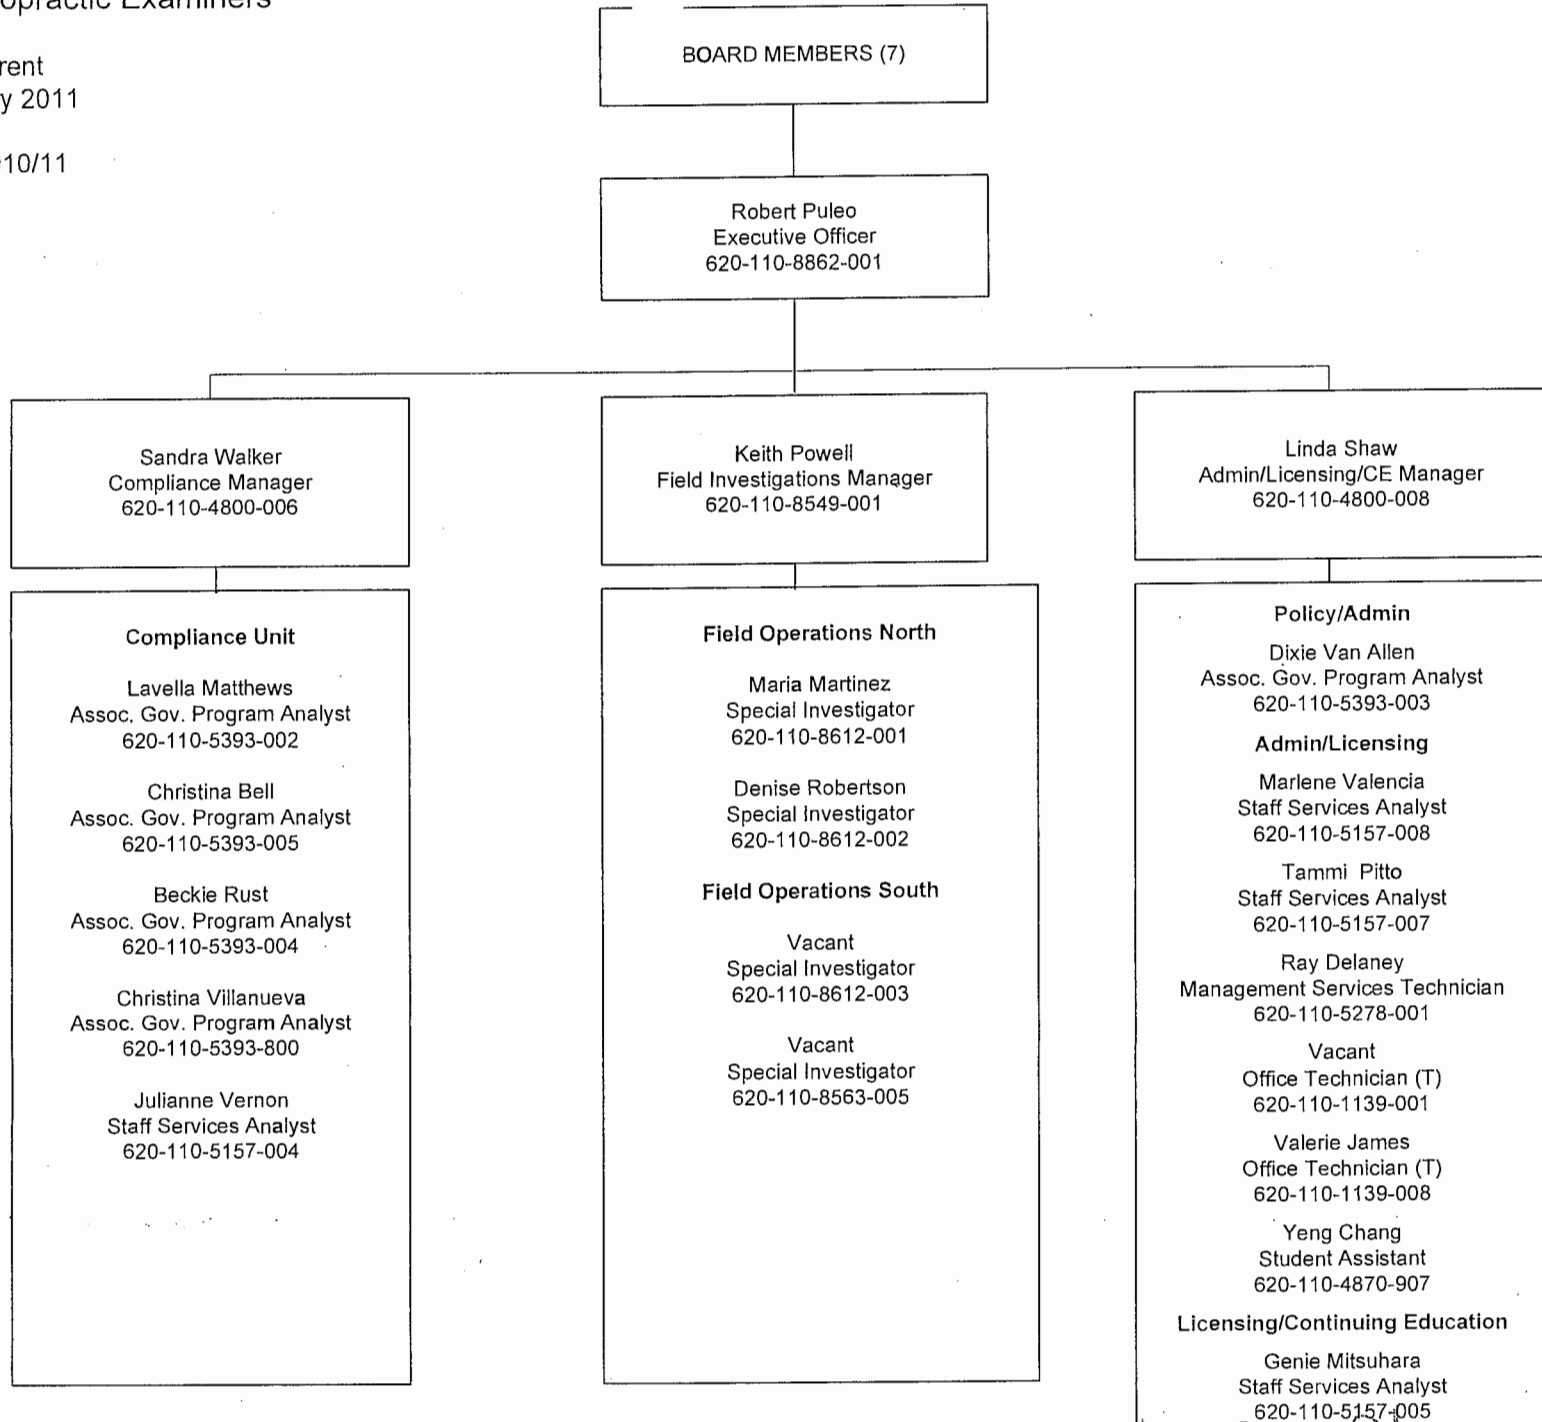 Examiners
2011
10/11
BOARD MEMBERS (7)
Robert Puleo
Executive Officer
620-110-8862-001
Sandra Walker
Compliance Manager
620-110-4800-006
Compliance Unit
Lavella Matthews
Assoc. Gov. Program Analyst
620-110-5393-002
Christina Bell
Assoc. Gov. Program Analyst
620-110-5393-005
Beckie Rust
Assoc. Gov. Program Analyst
620-110-5393-004
Christina Villanueva
Assoc. Gov. Program Analyst
620-110-5393-800
Julianne Vernon
Staff Services Analyst
620-110-5157-004
Keith Powell
Field Investigations Manager
620-110-8549-001
Field Operations North
Maria Martinez
Special Investigator
620-110-8612-001
Denise Robertson
Special Investigator
620-110-8612-002
Field Operations South
Vacant
Special Investigator
620-110-8612-003
Vacant
Special Investigator
620-110-8563-005
Linda Shaw
Admin/Licensing/CE Manager
620-110-4800-008
Policy/Admin
Dixie Van Allen
Assoc. Gov. Program Analyst
620-110-5393-003
Admin/Licensing
Marlene Valencia
Staff Services Analyst
620-110-5157-008
Tammi Pitto
Staff Services Analyst
620-110-5157-007
Ray Delaney
Management Services Technician
620-110-5278-001
Vacant
Office Technician (T)
620-110-1139-001
Valerie James
Office Technician (T)
620-110-1139-008
Yeng Chang
Student Assistant
620-110-4870-907
Licensing/Continuing Education
Genie Mitsuhara
Staff Services Analyst
620-110-5157-005